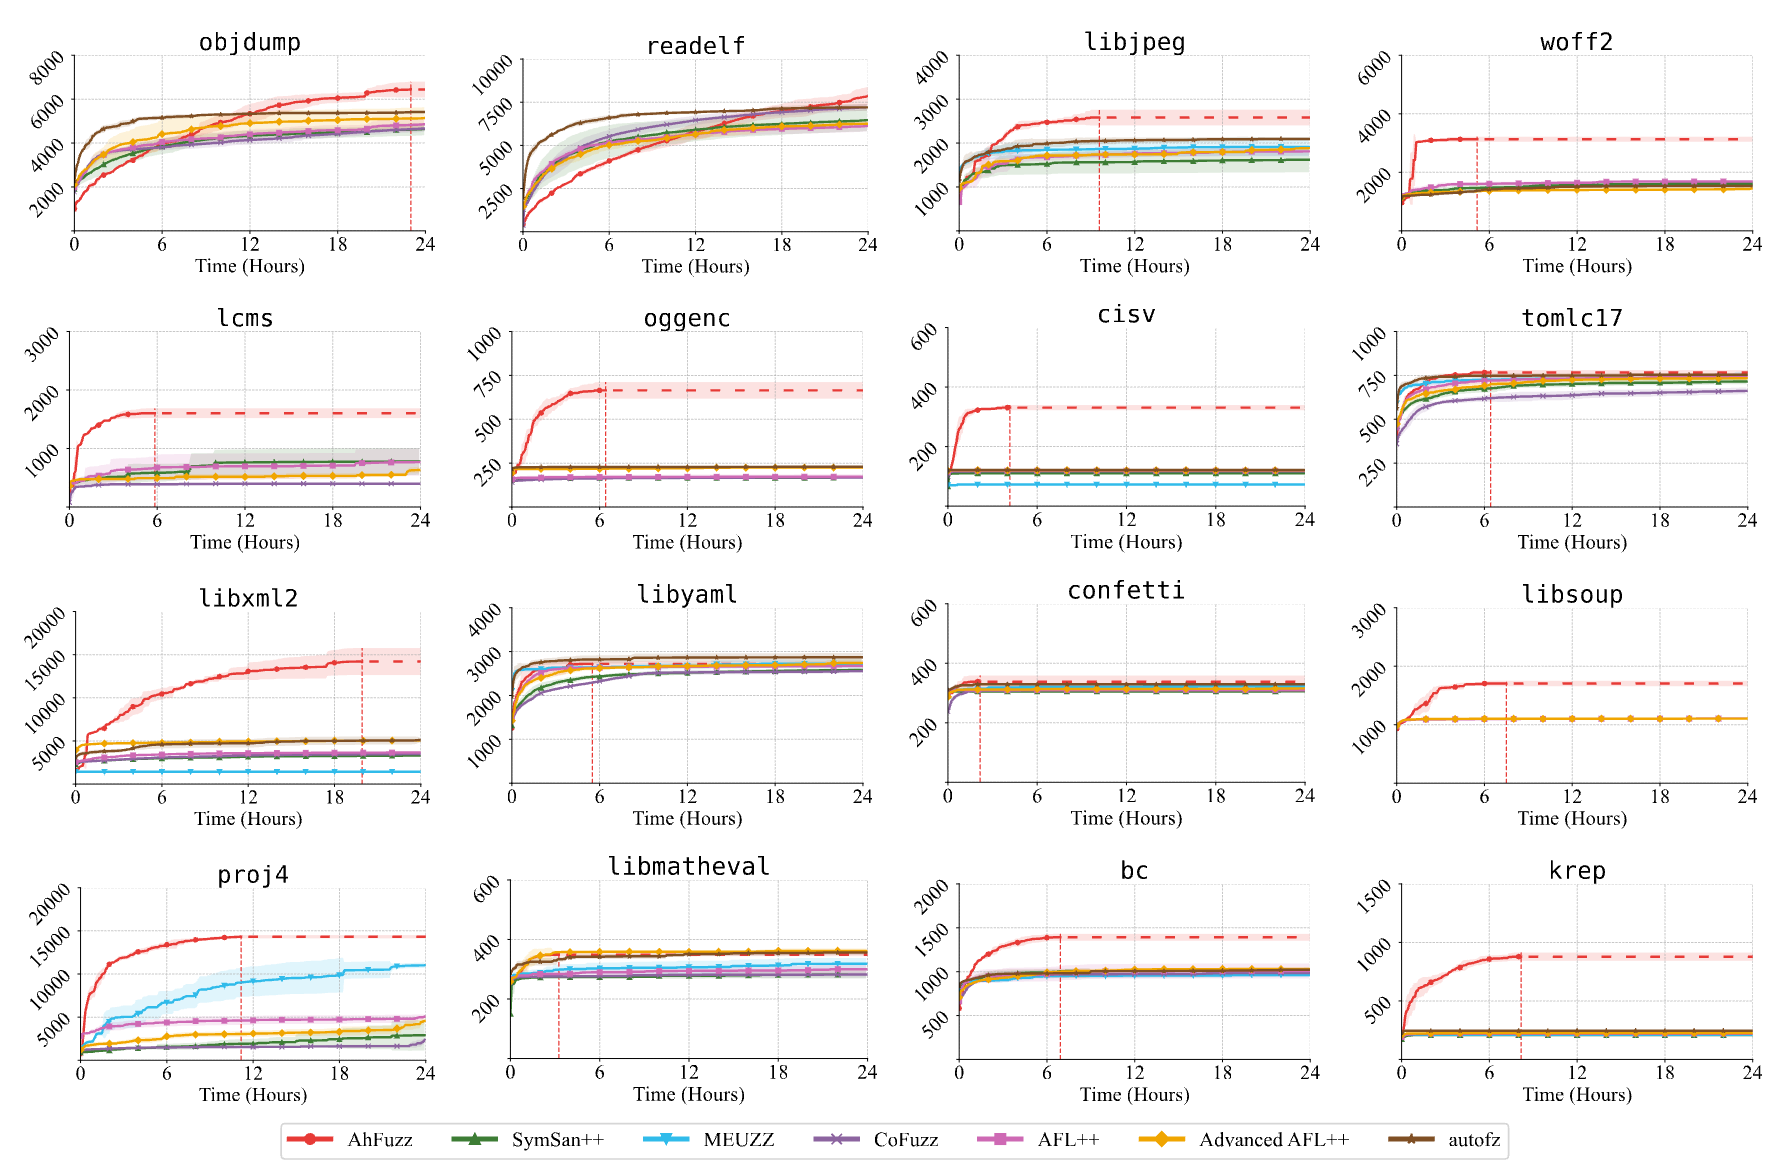 objdump
8000
6000
4000
2000
0 6 12 18 24
Time (Hours)
readelf
10000
7500
5000
2500
0 6 12 18 24
Time (Hours)
libjpeg
4000
3000
2000
1000
0 6 12 18 24
Time (Hours)
woff2
6000
4000
2000
0 6 12 18 24
Time (Hours)
lcms
3000
2000
1000
0 6 12 18 24
Time (Hours)
oggenc
1000
750
500
250
0 6 12 18 24
Time (Hours)
cisv
600
400
200
0 6 12 18 24
Time (Hours)
tomlc17
1000
750
500
250
0 6 12 18 24
Time (Hours)
libxml2
20000
15000
10000
5000
0 6 12 18 24
Time (Hours)
libyaml
4000
3000
2000
1000
0 6 12 18 24
Time (Hours)
confetti
600
400
200
0 6 12 18 24
Time (Hours)
libsoup
3000
2000
1000
0 6 12 18 24
Time (Hours)
proj4
20000
15000
10000
5000
0 6 12 18 24
Time (Hours)
libmatheval
600
400
200
0 6 12 18 24
Time (Hours)
bc
2000
1500
1000
500
0 6 12 18 24
Time (Hours)
krep
1500
1000
500
0 6 12 18 24
Time (Hours)
AhFuzz SymSan++ MEUZZ CoFuzz AFL++ Advanced AFL++ autofz